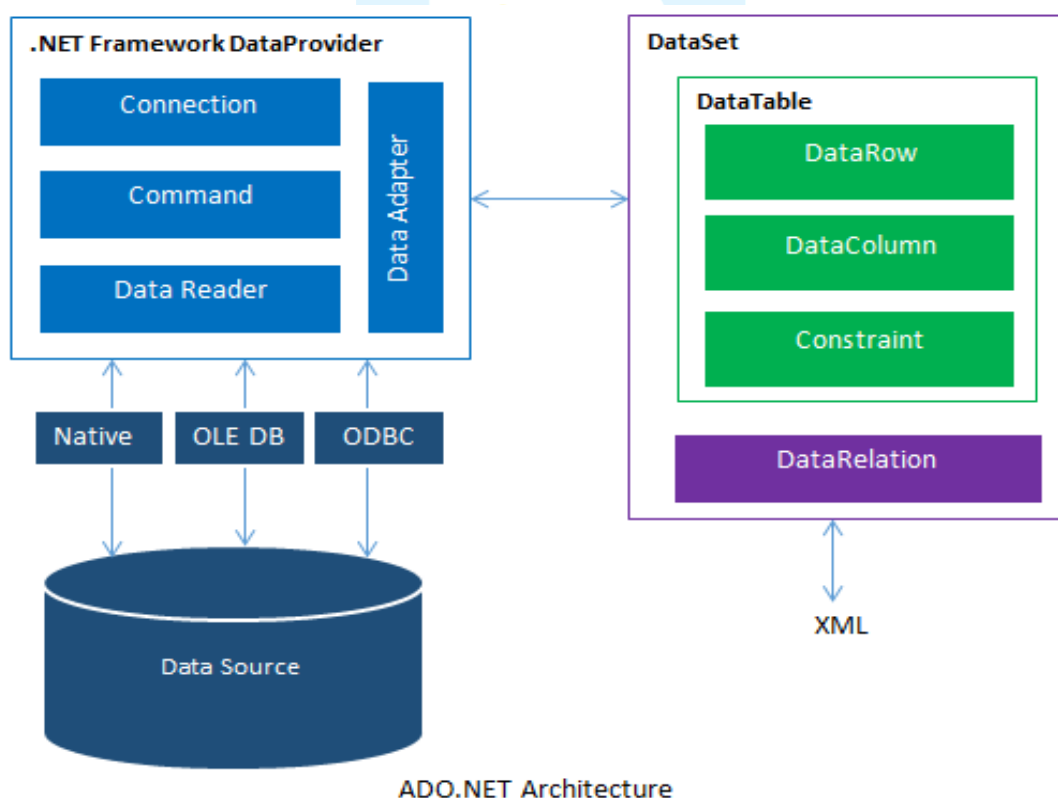 .NET Framework DataProvider
Connection
Command
Data Reader
Data Adapter
Native
OLE DB
ODBC
Data Source
DataSet
DataTable
DataRow
DataColumn
Constraint
DataRelation
XML
ADO.NET Architecture